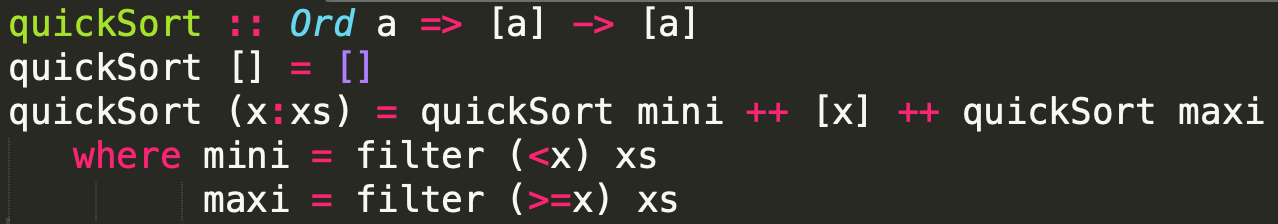 quickSort :: Ord a => [a] -> [a]
quickSort [] = []
quickSort (x:xs) = quickSort mini ++ [x] ++ quickSort maxi
   where mini = filter (<x) xs
         maxi = filter (>=x) xs